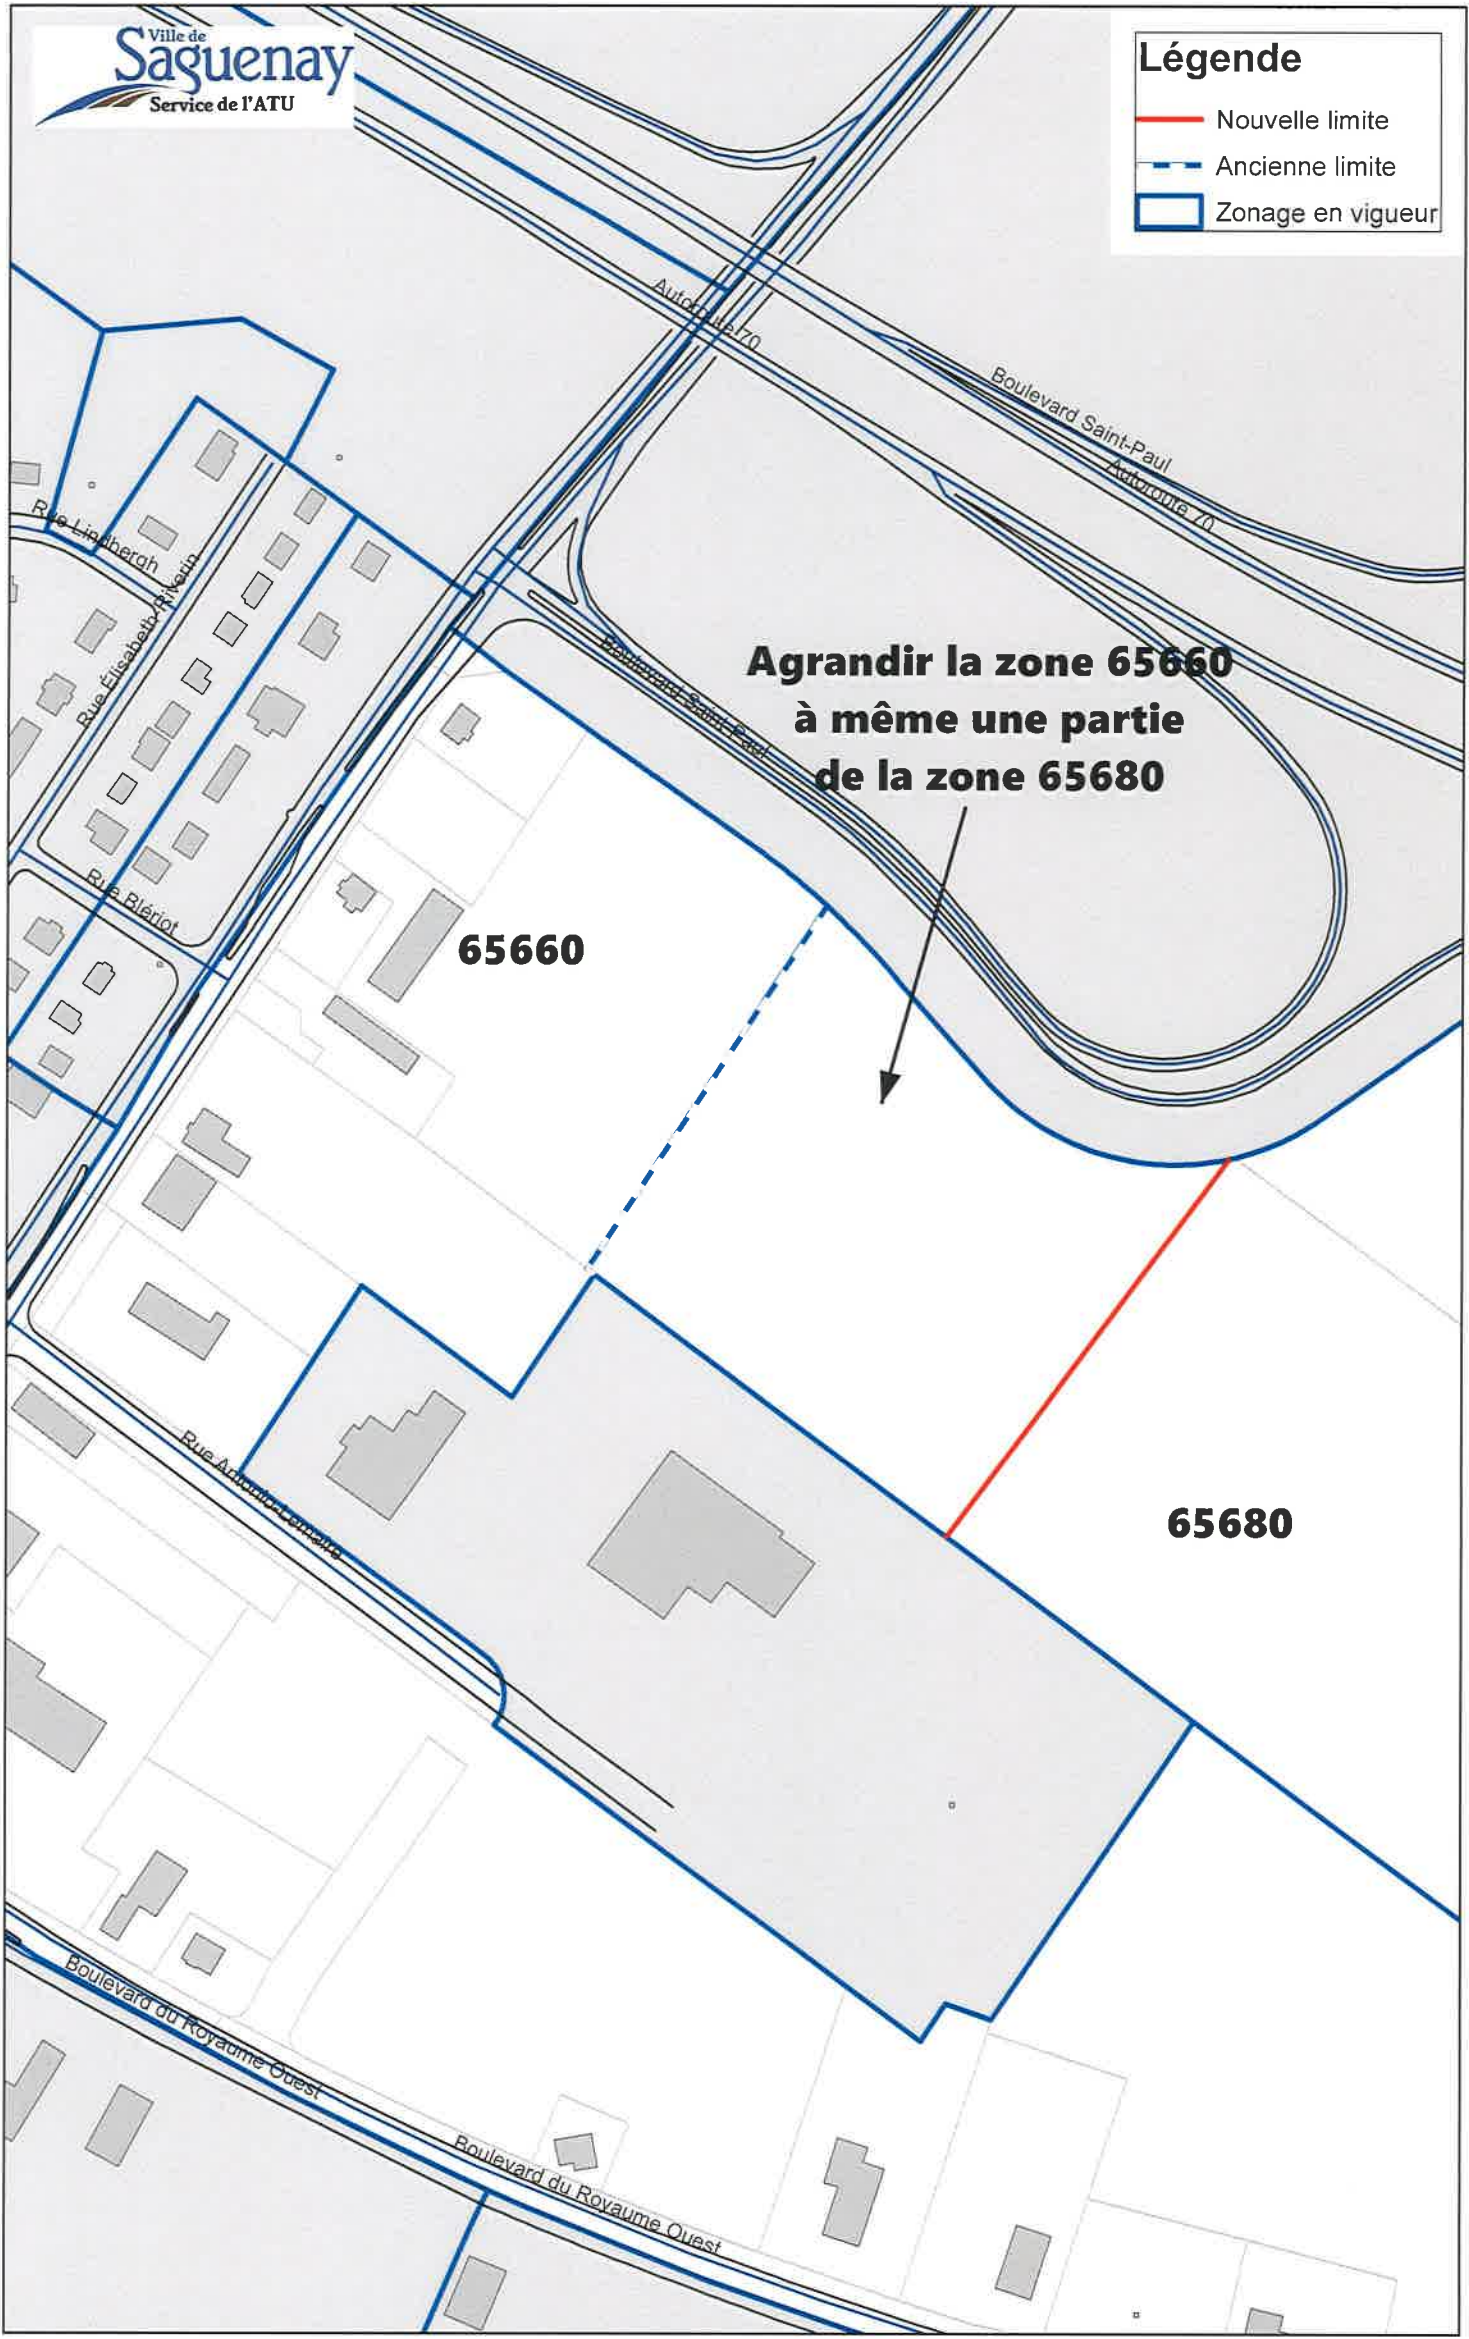 Ville de
Saguenay
Service de l'ATU
Légende
Nouvelle limite
Ancienne limite
Zonage en vigueur
Autoroute 70
Boulevard Saint-Paul
Autoroute 70
Rue Lindbergh
Rue Élisabeth-Riverin
Boulevard Saint-Paul
Agrandir la zone 65660
à même une partie
de la zone 65680
Rue Blériot
65660
Rue Antonio-Lemaire
65680
Boulevard du Royaume Ouest
Boulevard du Royaume Ouest